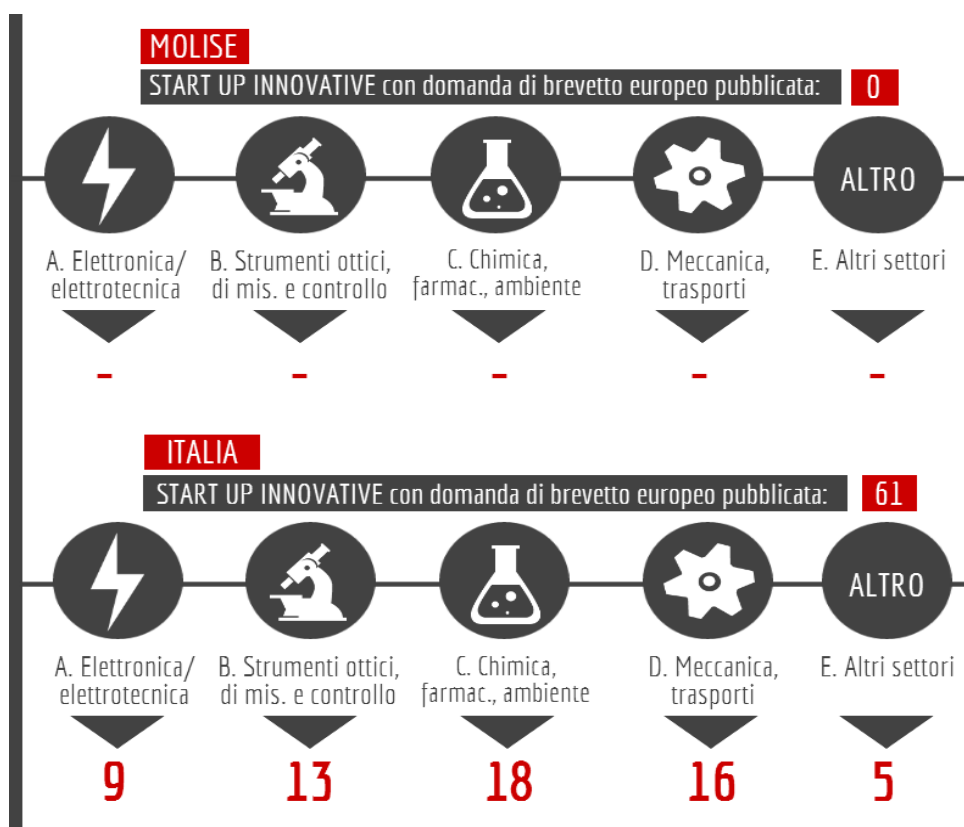 MOLISE
START UP INNOVATIVE con domanda di brevetto europeo pubblicata: 0
ALTRO
A. Elettronica/ B. Strumenti ottici, C. Chimica, D. Meccanica, E. Altri settori
elettrotecnica di mis. e controllo farmac., ambiente trasporti
- - - - -
ITALIA
START UP INNOVATIVE con domanda di brevetto europeo pubblicata: 61
ALTRO
A. Elettronica/ B. Strumenti ottici, C. Chimica, D. Meccanica, E. Altri settori
elettrotecnica di mis. e controllo farmac., ambiente trasporti
9 13 18 16 5